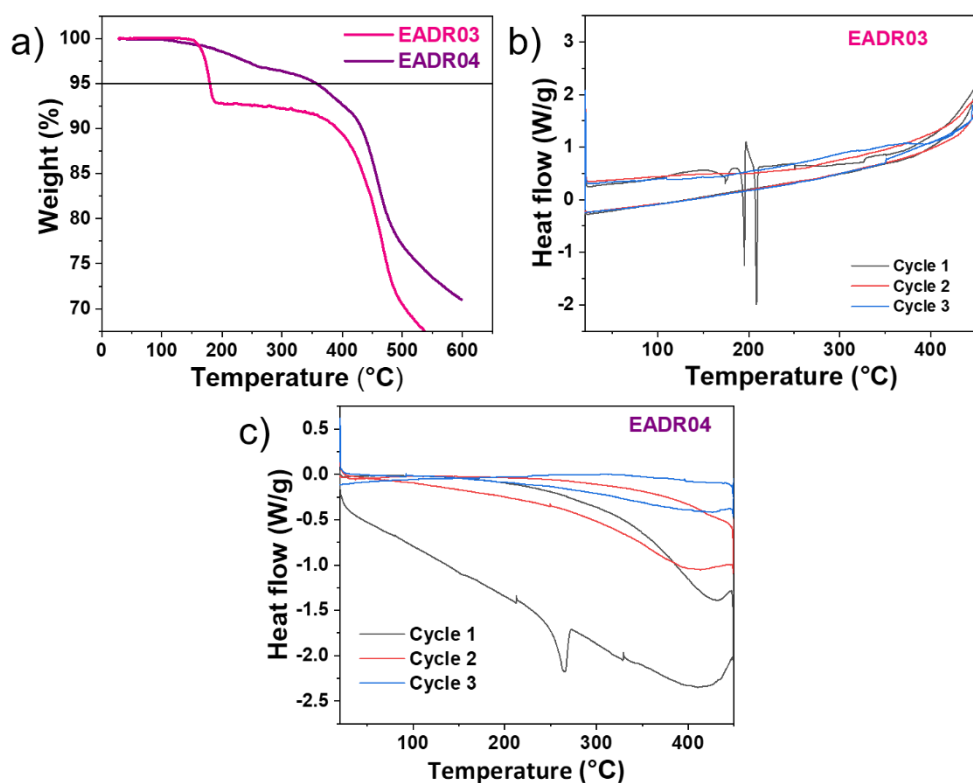 a)
EADR03
EADR04
Weight (%)
100
95
90
85
80
75
70
0 100 200 300 400 500 600
Temperature (°C)
b)
EADR03
Heat flow (W/g)
3
2
1
0
-1
-2
Cycle 1
Cycle 2
Cycle 3
100 200 300 400
Temperature (°C)
c)
EADR04
Heat flow (W/g)
0.5
0.0
-0.5
-1.0
-1.5
-2.0
-2.5
Cycle 1
Cycle 2
Cycle 3
100 200 300 400
Temperature (°C)